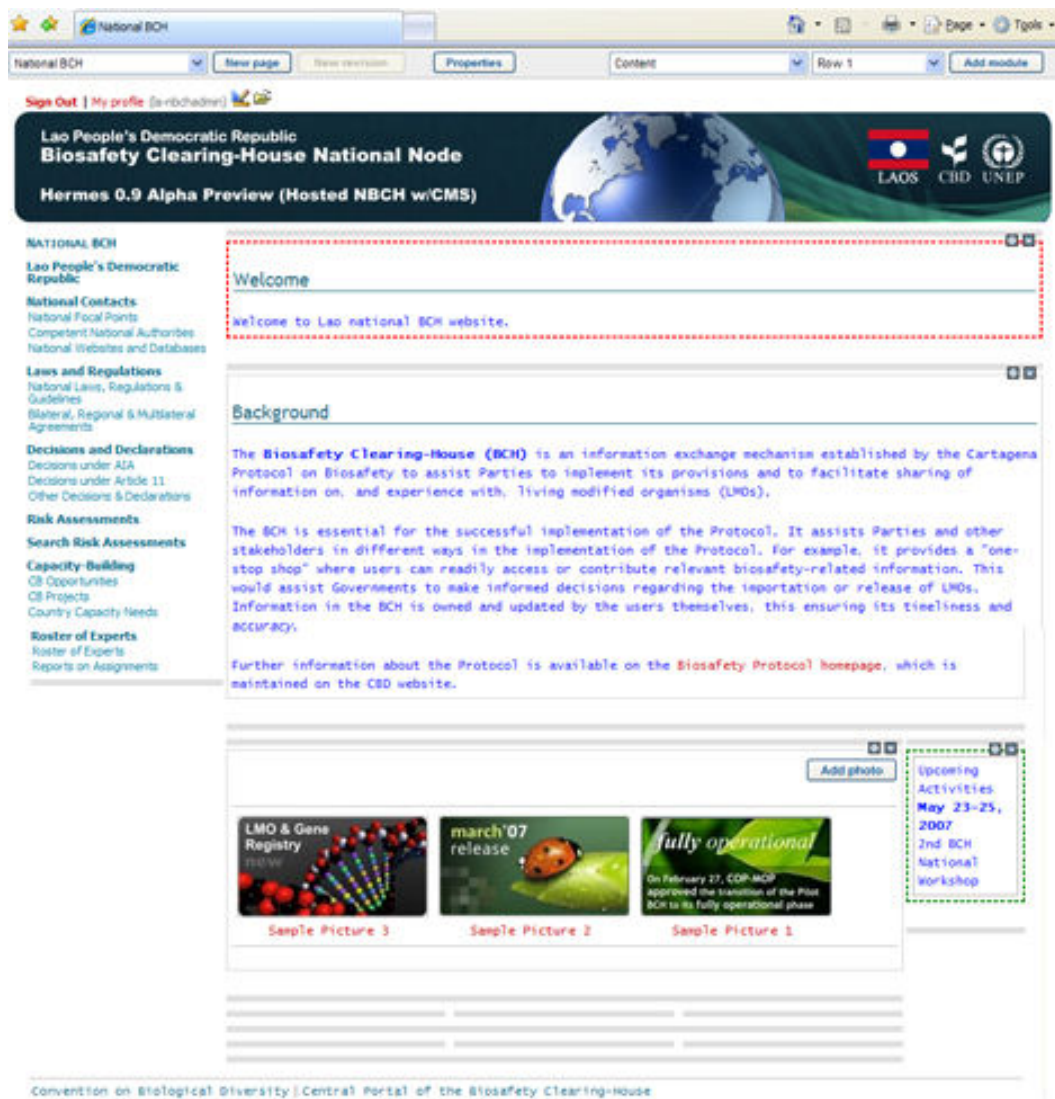 National BCH
Page
Tools
National BCH
New page
New revision
Properties
Content
Row 1
Add module
Sign Out | My profile (la-nbchadmn)
Lao People's Democratic Republic
Biosafety Clearing-House National Node
Hermes 0.9 Alpha Preview (Hosted NBCH w/CMS)
LAOS CBD UNEP
NATIONAL BCH
Lao People's Democratic
Republic
National Contacts
National Focal Points
Competent National Authorities
National Websites and Databases
Laws and Regulations
National Laws, Regulations &
Guidelines
Bilateral, Regional & Multilateral
Agreements
Decisions and Declarations
Decisions under AIA
Decisions under Article 11
Other Decisions & Declarations
Risk Assessments
Search Risk Assessments
Capacity-Building
CB Opportunities
CB Projects
Country Capacity Needs
Roster of Experts
Roster of Experts
Reports on Assignments
Welcome
Welcome to Lao national BCH website.
Background
The Biosafety Clearing-House (BCH) is an information exchange mechanism established by the Cartagena
Protocol on Biosafety to assist Parties to implement its provisions and to facilitate sharing of
information on, and experience with, living modified organisms (LMOs).
The BCH is essential for the successful implementation of the Protocol. It assists Parties and other
stakeholders in different ways in the implementation of the Protocol. For example, it provides a "one-
stop shop" where users can readily access or contribute relevant biosafety-related information. This
would assist Governments to make informed decisions regarding the importation or release of LMOs.
Information in the BCH is owned and updated by the users themselves, this ensuring its timeliness and
accuracy.
Further information about the Protocol is available on the Biosafety Protocol homepage, which is
maintained on the CBD website.
Add photo
LMO & Gene
Registry
new
march'07
release
fully operational
On February 27, COP-MOP
approved the transition of the Pilot
BCH to its fully operational phase
Sample Picture 3
Sample Picture 2
Sample Picture 1
Upcoming
Activities
May 23-25,
2007
2nd BCH
National
Workshop
Convention on Biological Diversity | Central Portal of the Biosafety Clearing-House